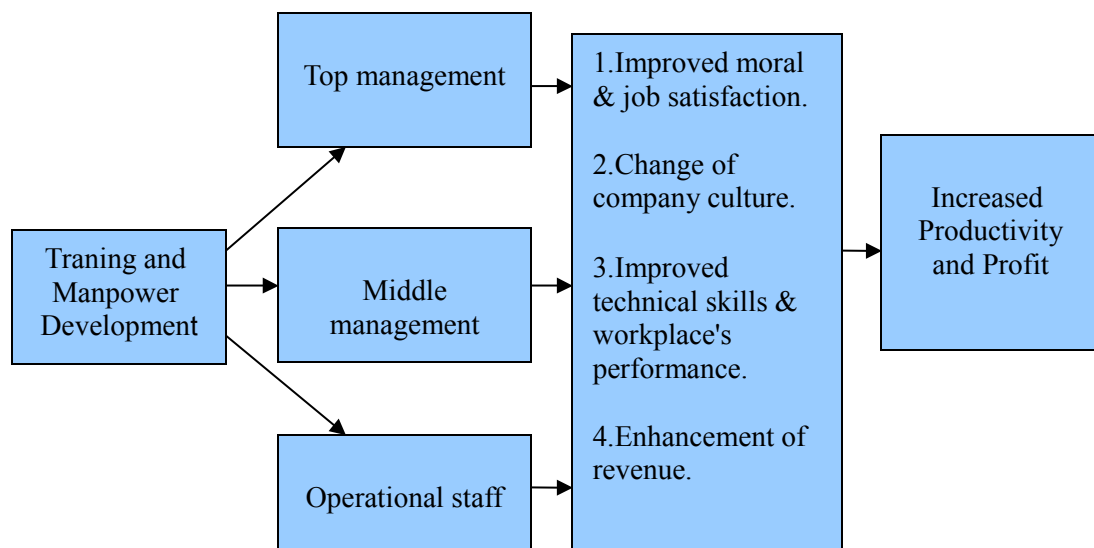 Top management
1.Improved moral
& job satisfaction.
2.Change of
company culture.
3.Improved
technical skills &
workplace's
performance.
4.Enhancement of
revenue.
Increased
Productivity
and Profit
Traning and
Manpower
Development
Middle
management
Operational staff